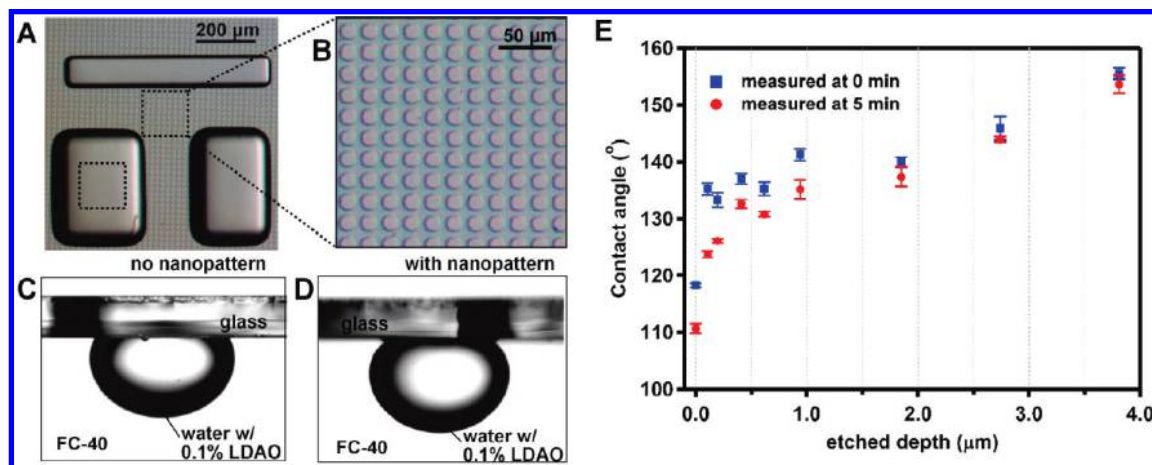 A
200 µm
B
50 µm
no nanopattern
with nanopattern
C
glass
water w/
0.1% LDAO
FC-40
D
glass
water w/
0.1% LDAO
FC-40
E
measured at 0 min
measured at 5 min
Contact angle (°)
160
150
140
130
120
110
100
0.0 1.0 2.0 3.0 4.0
etched depth (µm)